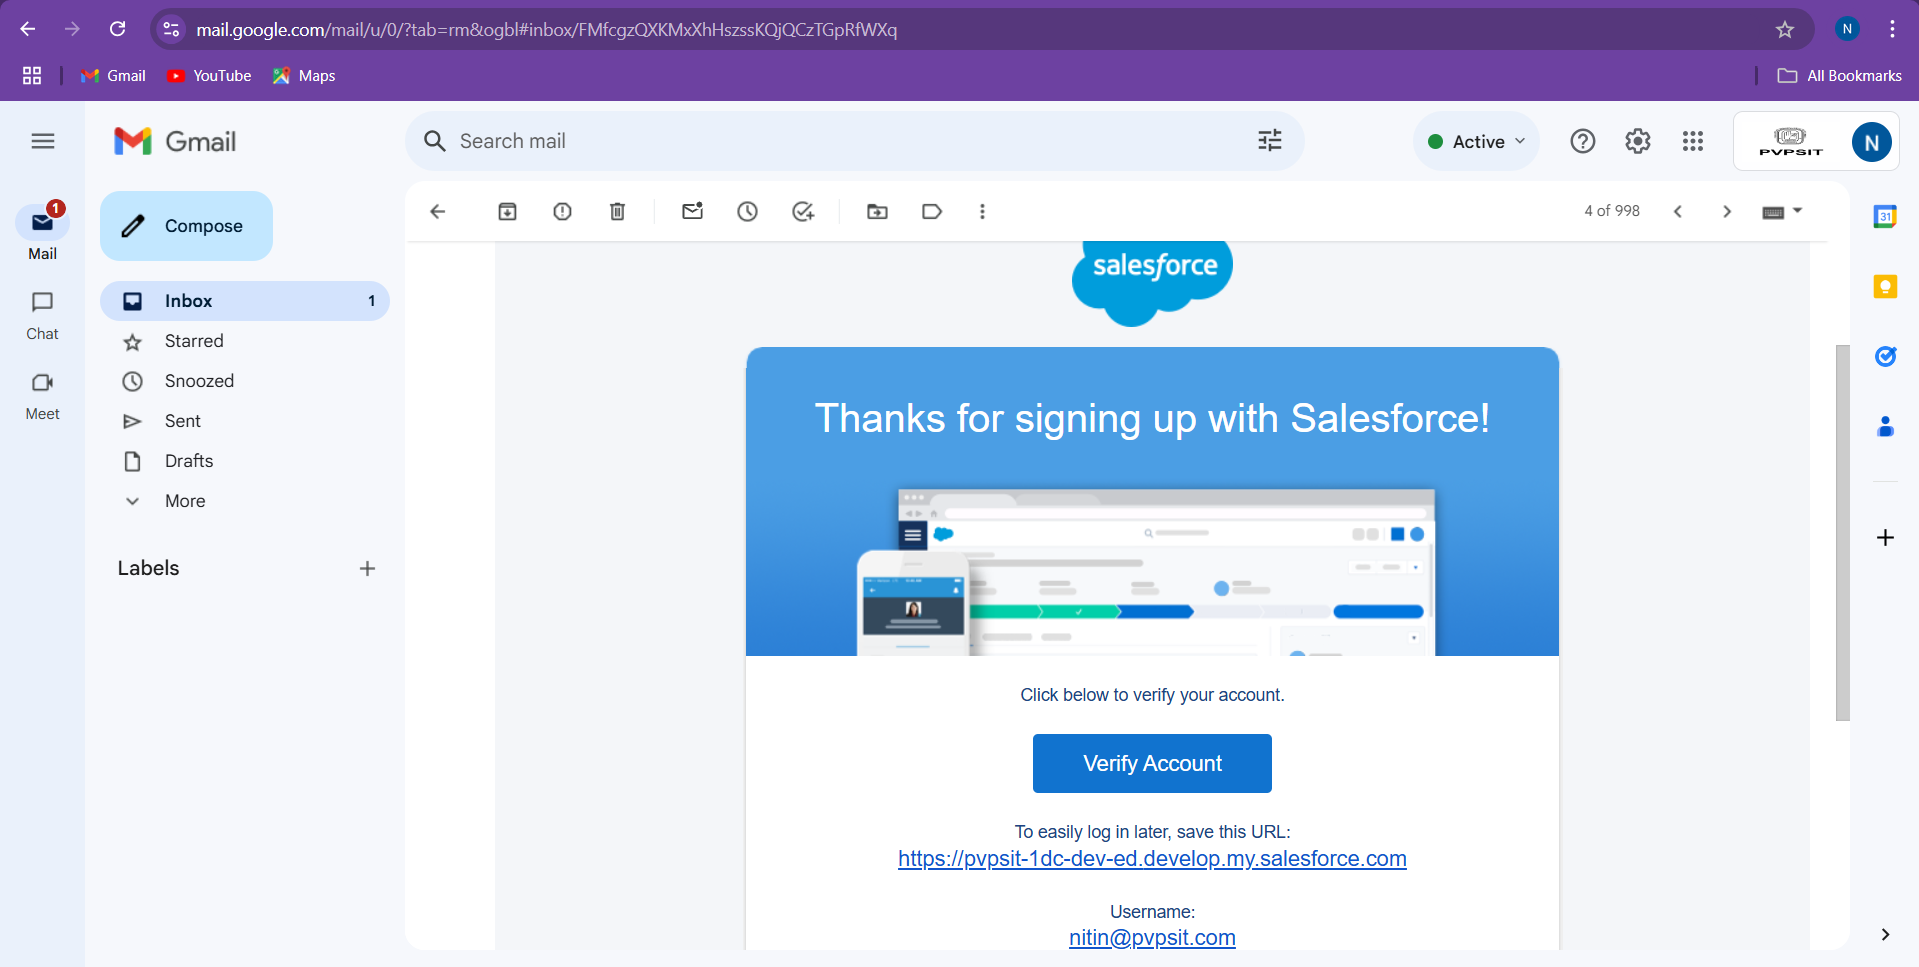 mail.google.com/mail/u/0/?tab=rm&ogbl#inbox/FMfcgzQXKMxXhHszssKQjQCzTGpRfWXq
N
Gmail
YouTube
Maps
All Bookmarks
Gmail
Search mail
Active
PVPSIT
N
1
Mail
Compose
4 of 998
31
Chat
Meet
Inbox
1
Starred
Snoozed
Sent
Drafts
More
Labels
salesforce
Thanks for signing up with Salesforce!
Click below to verify your account.
Verify Account
To easily log in later, save this URL:
https://pvpsit-1dc-dev-ed.develop.my.salesforce.com
Username:
nitin@pvpsit.com